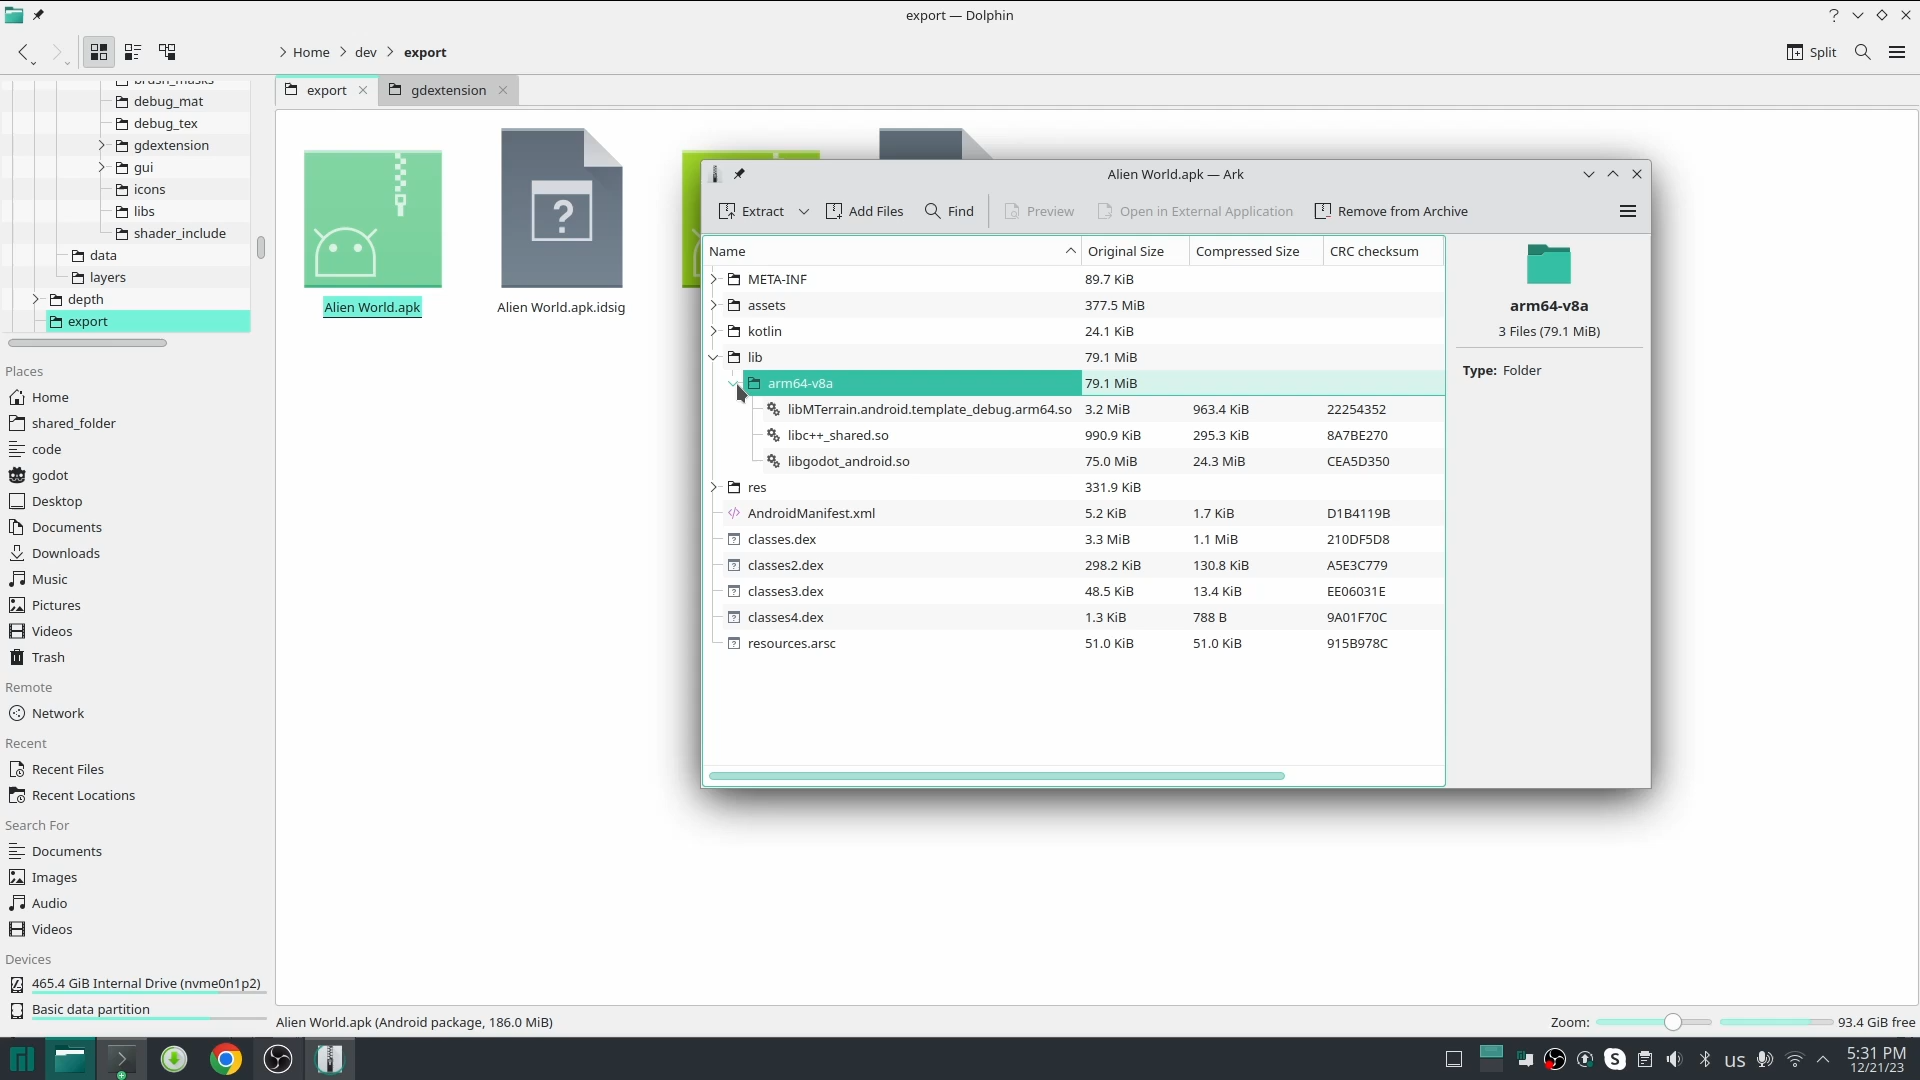 export — Dolphin
Home
dev
export
Split
export
gdextension
brush_masks
debug_mat
debug_tex
gdextension
gui
icons
libs
shader_include
data
layers
depth
export
Places
Home
shared_folder
code
godot
Desktop
Documents
Downloads
Music
Pictures
Videos
Trash
Remote
Network
Recent
Recent Files
Recent Locations
Search For
Documents
Images
Audio
Videos
Devices
465.4 GiB Internal Drive (nvme0n1p2)
Basic data partition
Alien World.apk
Alien World.apk.idsig
Alien World.apk — Ark
Extract
Add Files
Find
Preview
Open in External Application
Remove from Archive
Name Original Size Compressed Size CRC checksum
META-INF 89.7 KiB
assets 377.5 MiB
kotlin 24.1 KiB
lib 79.1 MiB
arm64-v8a 79.1 MiB
libMTerrain.android.template_debug.arm64.so 3.2 MiB 963.4 KiB 22254352
libc++_shared.so 990.9 KiB 295.3 KiB 8A7BE270
libgodot_android.so 75.0 MiB 24.3 MiB CEA5D350
res 331.9 KiB
AndroidManifest.xml 5.2 KiB 1.7 KiB D1B4119B
classes.dex 3.3 MiB 1.1 MiB 210DF5D8
classes2.dex 298.2 KiB 130.8 KiB A5E3C779
classes3.dex 48.5 KiB 13.4 KiB EE06031E
classes4.dex 1.3 KiB 788 B 9A01F70C
resources.arsc 51.0 KiB 51.0 KiB 915B978C
arm64-v8a
3 Files (79.1 MiB)
Type: Folder
Alien World.apk (Android package, 186.0 MiB)
Zoom:
93.4 GiB free
us
5:31 PM
12/21/23